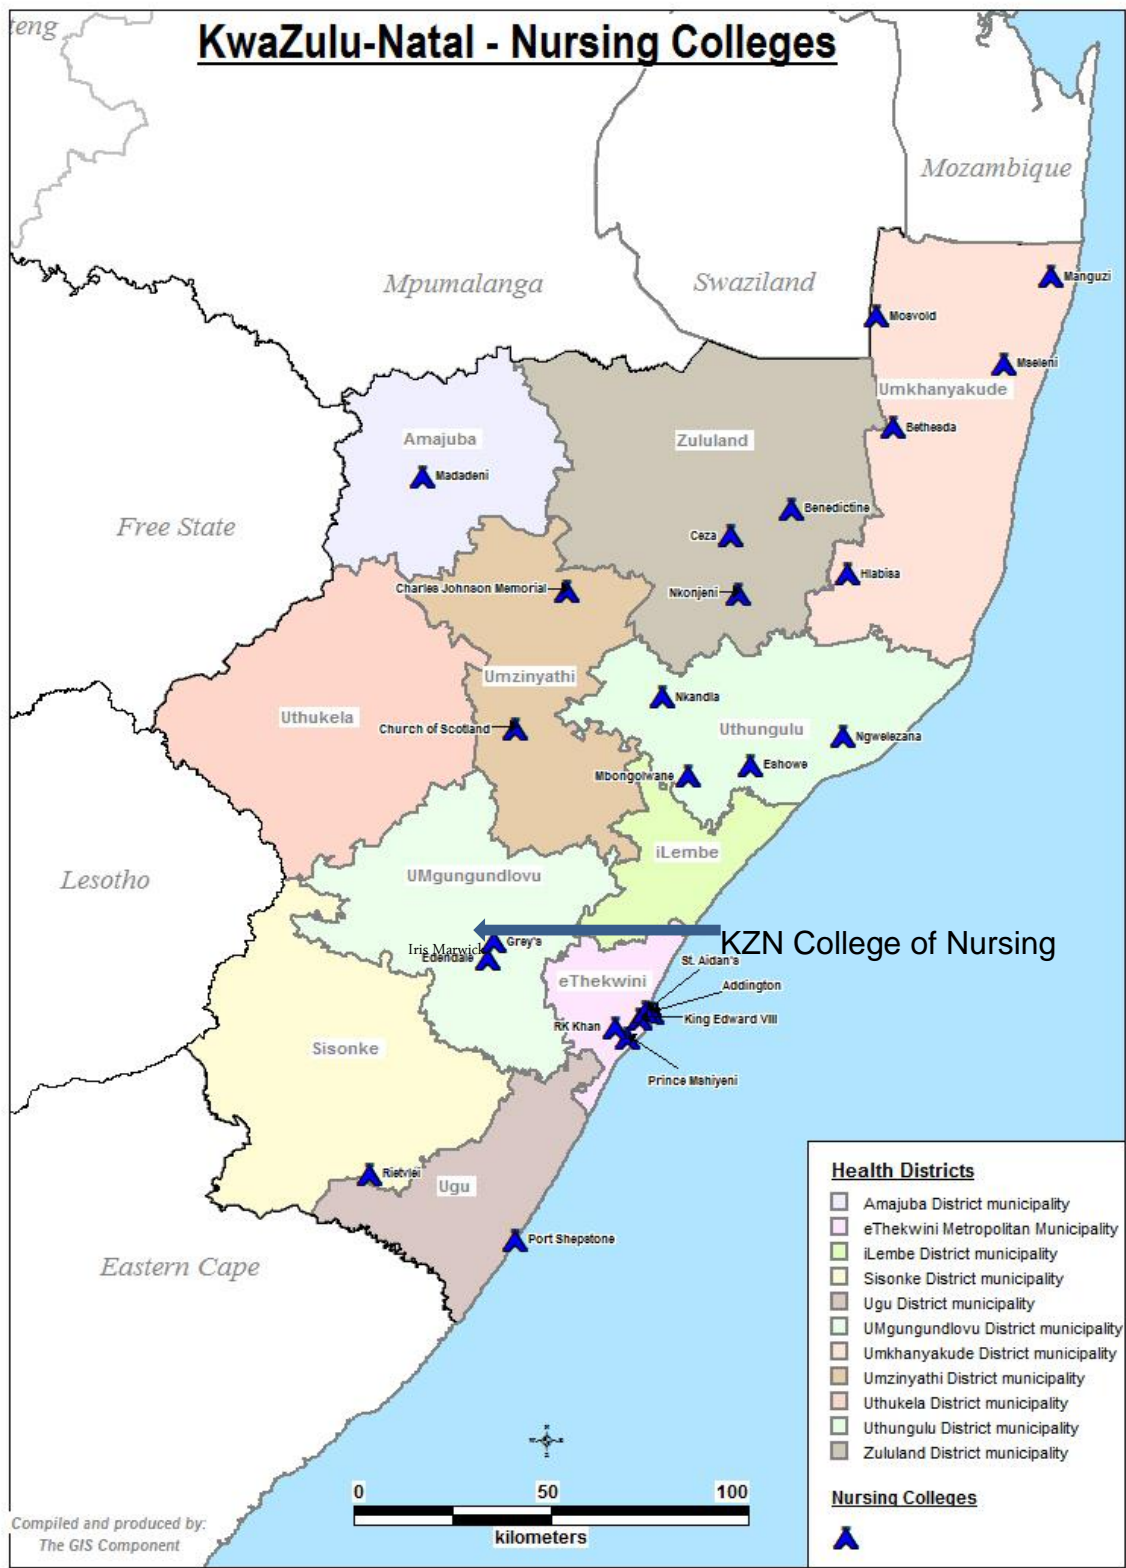 teng
KwaZulu-Natal - Nursing Colleges
Mozambique
Mpumalanga
Swaziland
Manguzi
Mosvold
Mseleni
Umkhanyakude
Bethesda
Amajuba
Zululand
Madadeni
Benedictine
Free State
Ceza
Hlabisa
Charles Johnson Memorial
Nkonjeni
Umzinyathi
Nkandla
Uthukela
Church of Scotland
Uthungulu
Ngwelezana
Mbongolwane
Eshowe
iLembe
Lesotho
UMgungundlovu
Grey's
KZN College of Nursing
Iris Marwick
Edendale
St. Aidan's
eThekwini
Addington
RK Khan
King Edward VIII
Sisonke
Prince Mshiyeni
Rietvlei
Ugu
Port Shepstone
Eastern Cape
Health Districts
Amajuba District municipality
eThekwini Metropolitan Municipality
iLembe District municipality
Sisonke District municipality
Ugu District municipality
UMgungundlovu District municipality
Umkhanyakude District municipality
Umzinyathi District municipality
Uthukela District municipality
Uthungulu District municipality
Zululand District municipality
Nursing Colleges
0 50 100
kilometers
Compiled and produced by:
The GIS Component